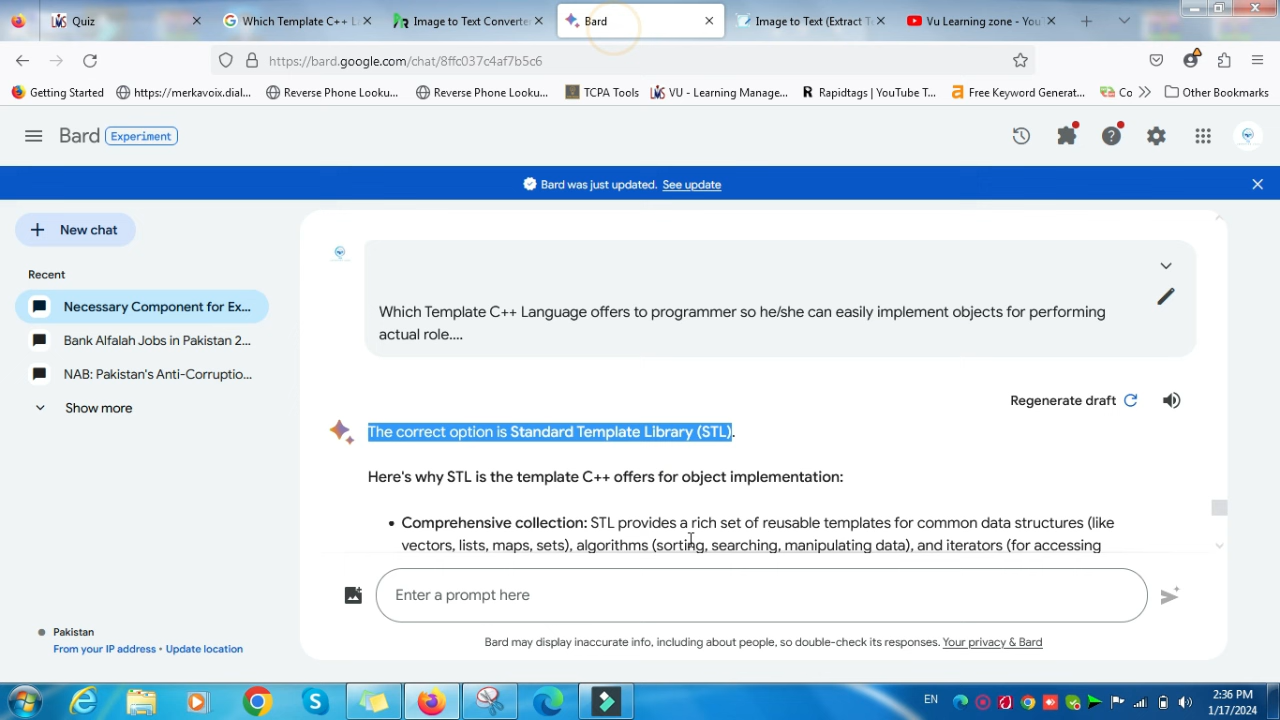 Quiz
Which Template C++ L
Image to Text Converte
Bard
Image to Text (Extract T
Vu Learning zone - You
https://bard.google.com/chat/8ffc037c4af7b5c6
Getting Started
https://merkavoix.dial...
Reverse Phone Looku...
Reverse Phone Looku...
TCPA Tools
VU - Learning Manage...
Rapidtags | YouTube T...
Free Keyword Generat...
Co
Other Bookmarks
Bard Experiment
Bard was just updated. See update
New chat
Recent
Necessary Component for Ex...
Bank Alfalah Jobs in Pakistan 2...
NAB: Pakistan's Anti-Corruptio...
Show more
Which Template C++ Language offers to programmer so he/she can easily implement objects for performing
actual role....
Regenerate draft
The correct option is Standard Template Library (STL).
Here's why STL is the template C++ offers for object implementation:
• Comprehensive collection: STL provides a rich set of reusable templates for common data structures (like
vectors, lists, maps, sets), algorithms (sorting, searching, manipulating data), and iterators (for accessing
Enter a prompt here
Bard may display inaccurate info, including about people, so double-check its responses. Your privacy & Bard
Pakistan
From your IP address • Update location
EN
2:36 PM
1/17/2024